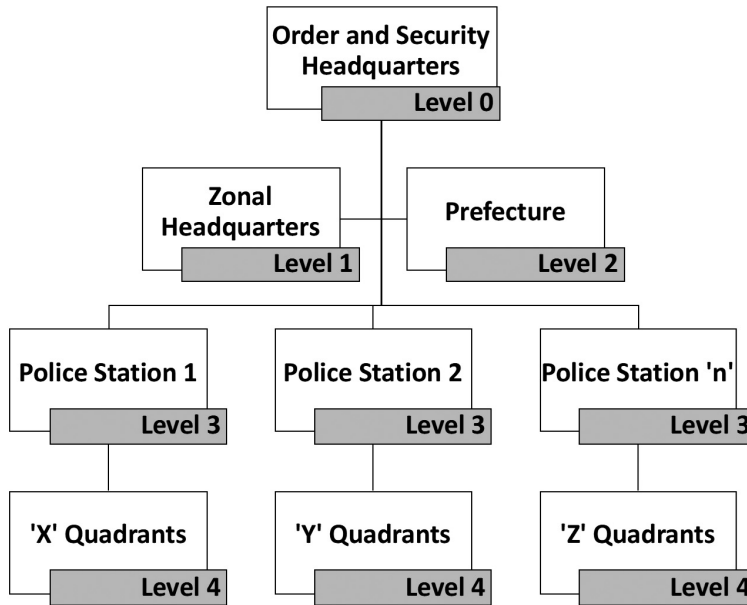 Order and Security
Headquarters
Level 0
Zonal
Headquarters
Level 1
Prefecture
Level 2
Police Station 1
Level 3
Police Station 2
Level 3
Police Station 'n'
Level 3
'X' Quadrants
Level 4
'Y' Quadrants
Level 4
'Z' Quadrants
Level 4